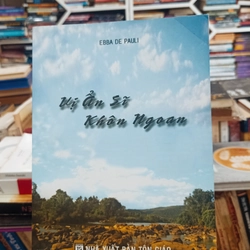 EBBA DE PAULI
Vị Ẩn Sĩ
Khôn Ngoan
NHÀ XUẤT BẢN TÔN GIÁO